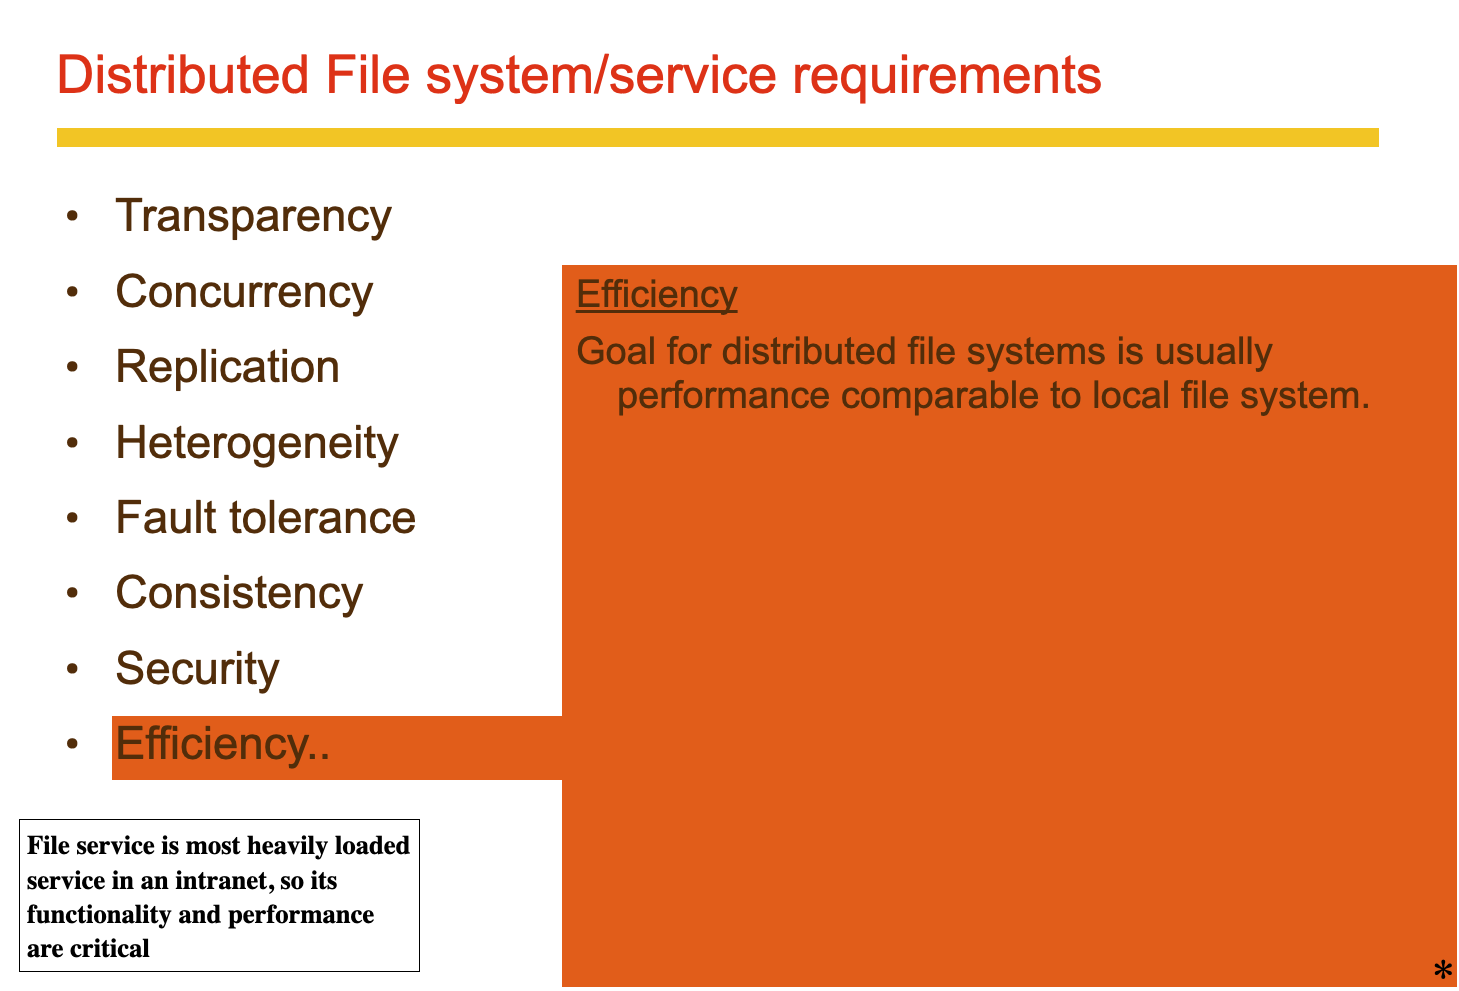 Distributed File system/service requirements
• Transparency
• Concurrency
• Replication
• Heterogeneity
• Fault tolerance
• Consistency
• Security
• Efficiency..
Efficiency
Goal for distributed file systems is usually
performance comparable to local file system.
File service is most heavily loaded
service in an intranet, so its
functionality and performance
are critical
*